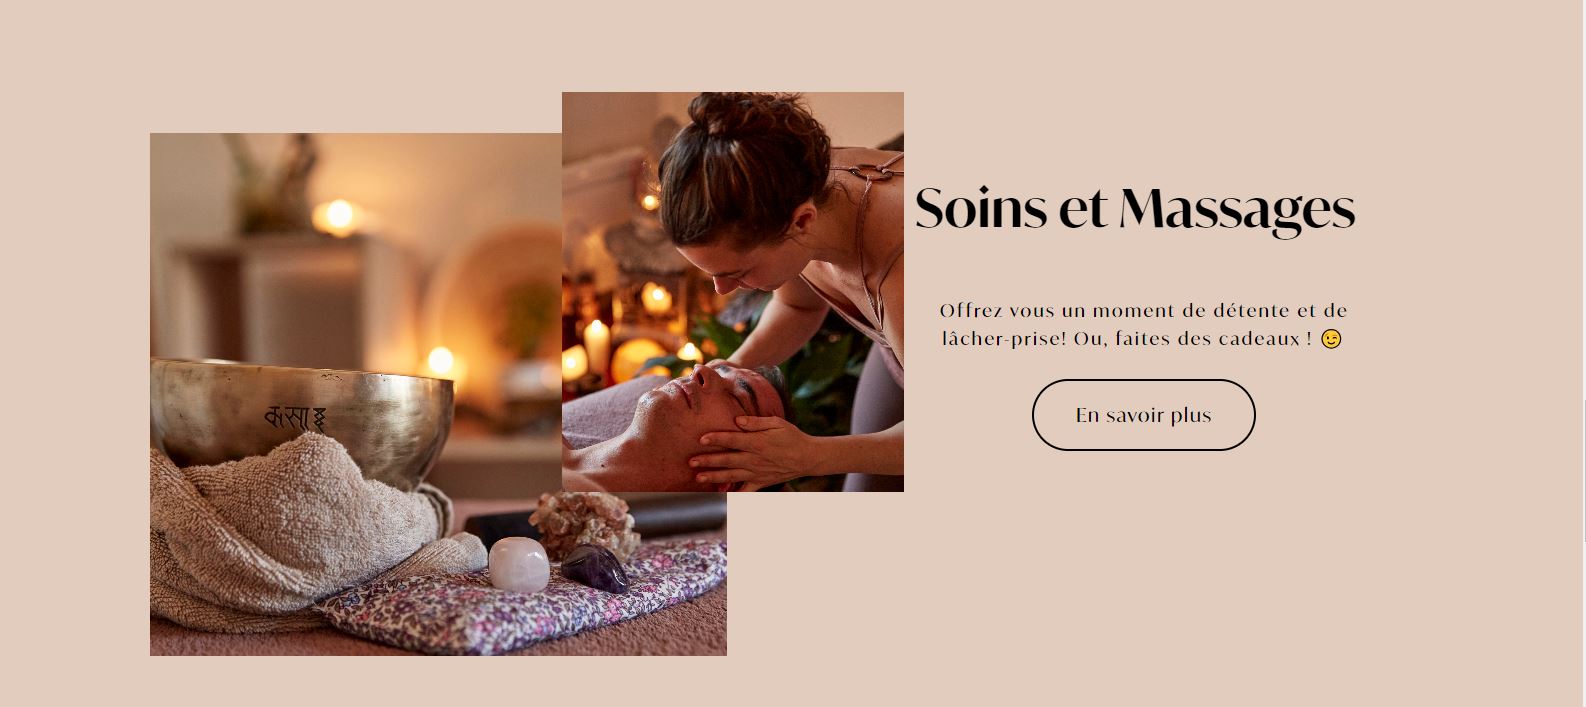 Soins et Massages
Offrez vous un moment de détente et de
lâcher-prise! Ou, faites des cadeaux ! 😉
En savoir plus